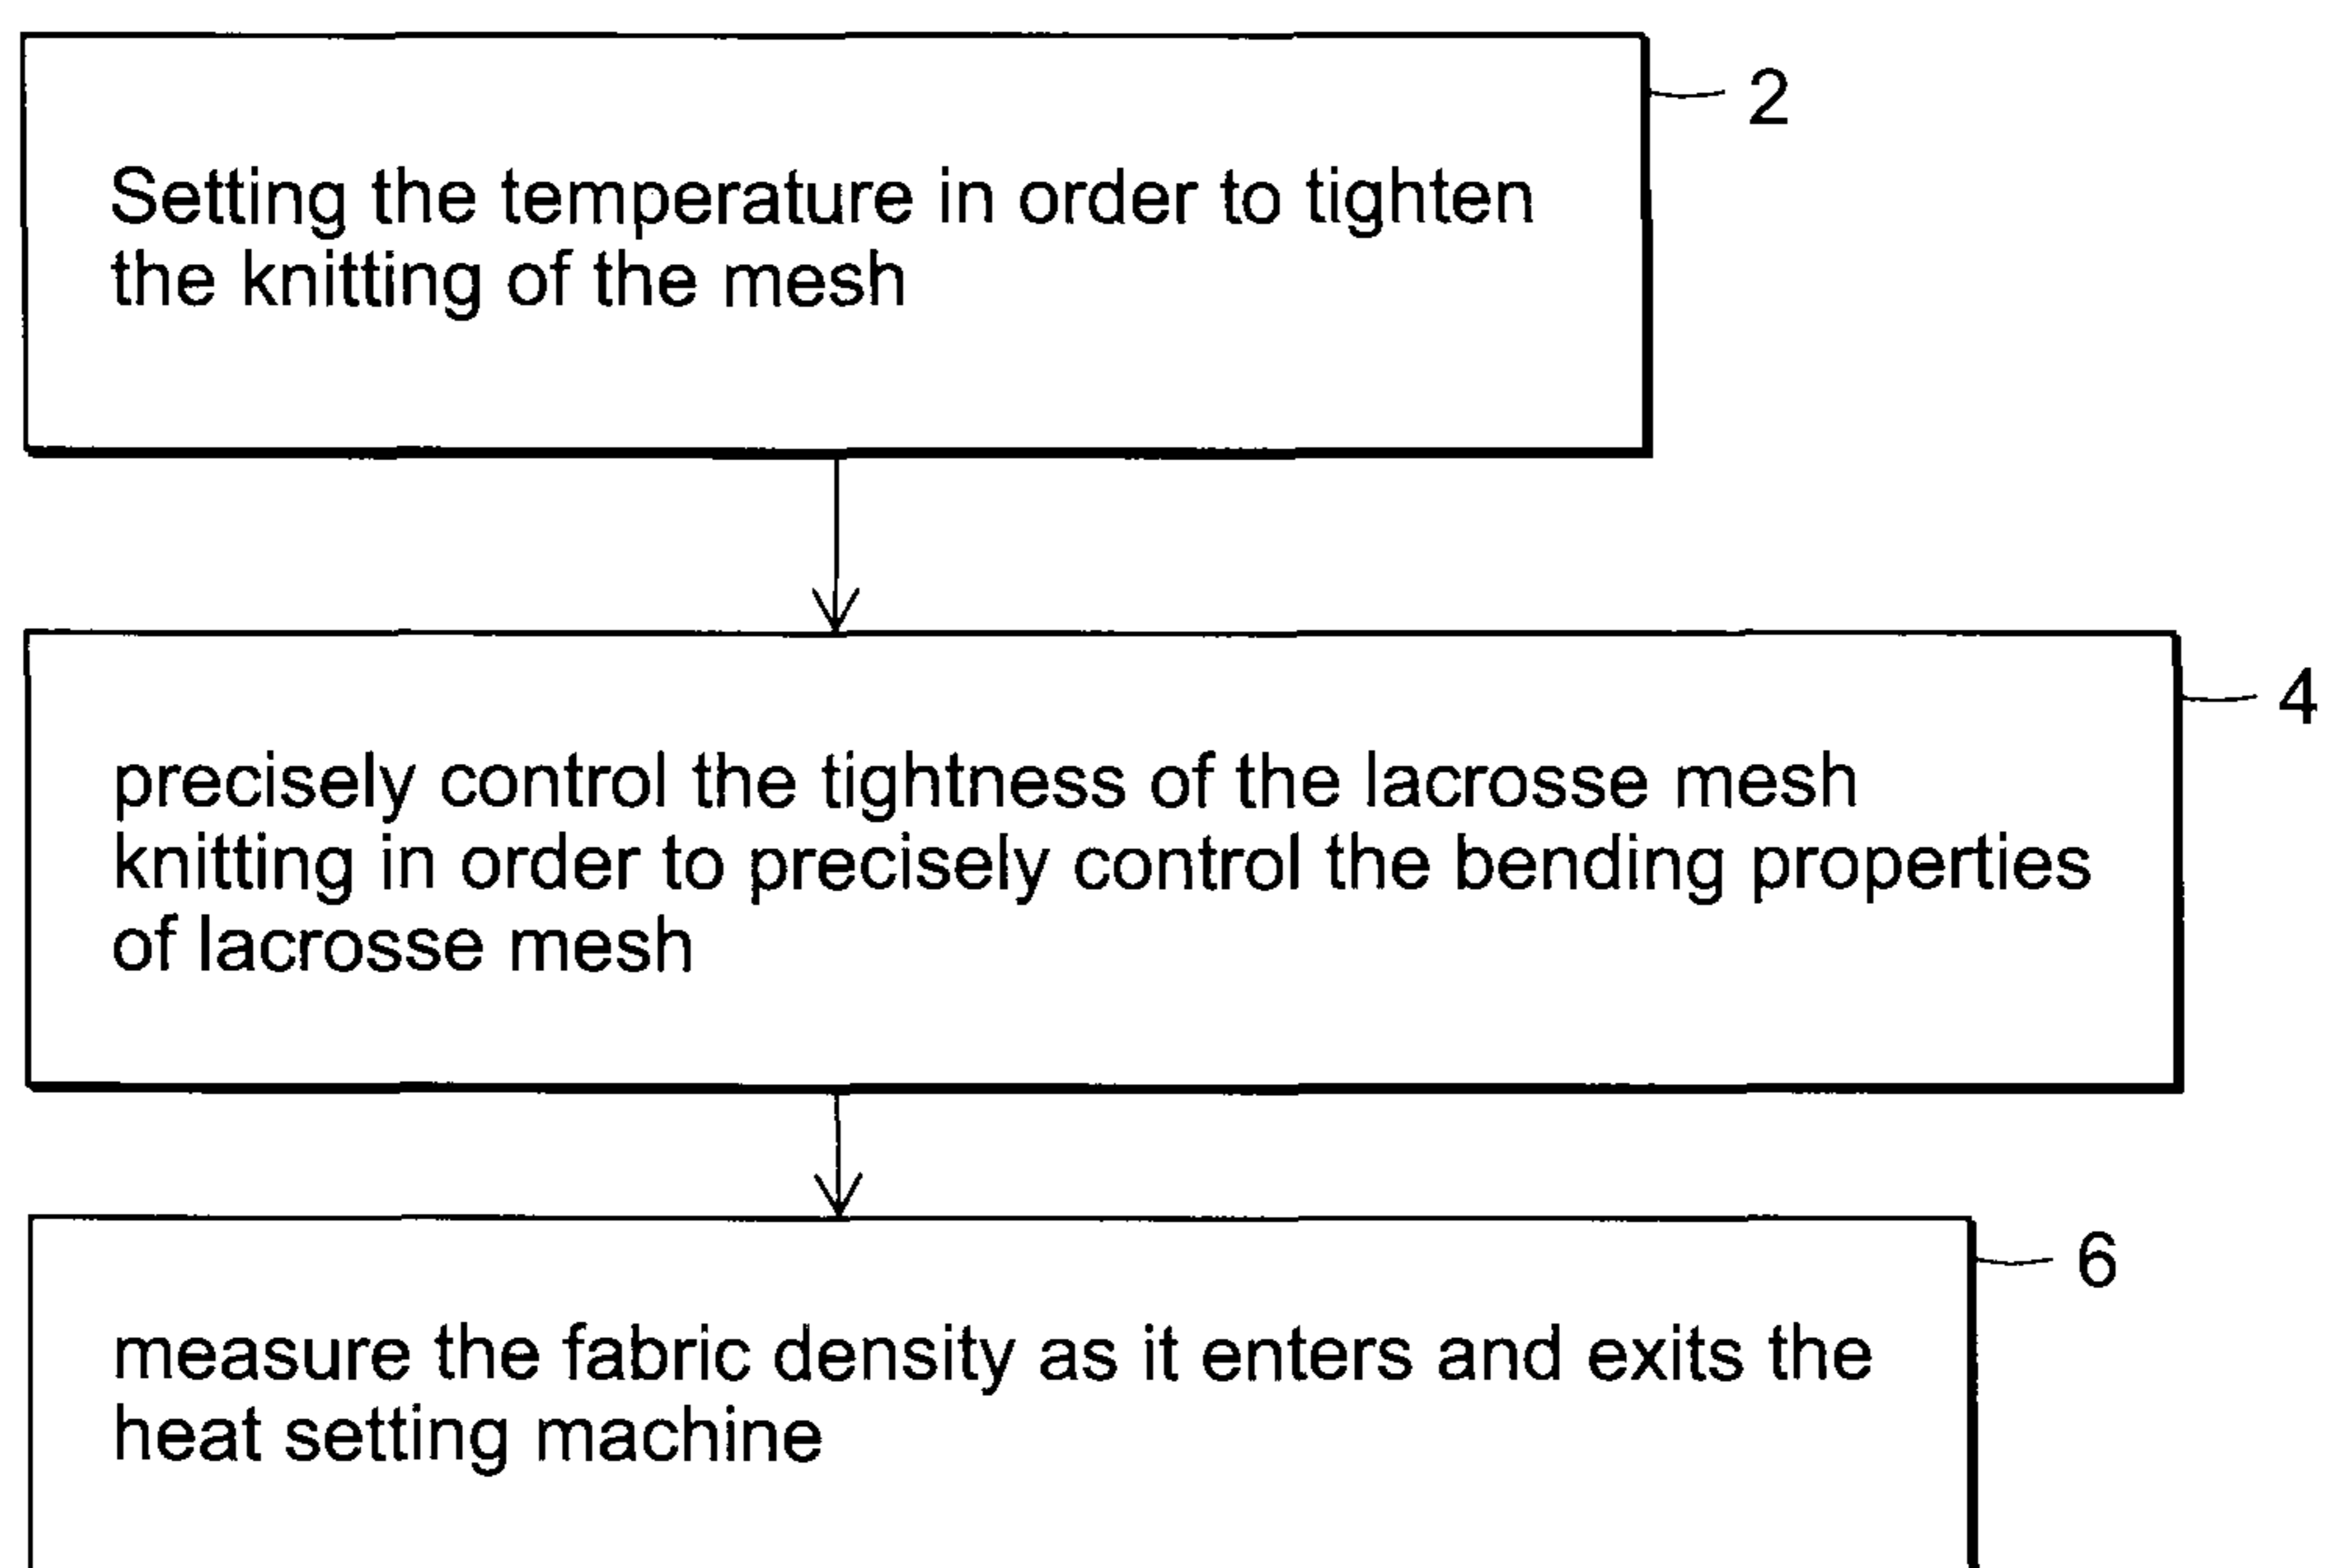 2
Setting the temperature in order to tighten
the knitting of the mesh
4
precisely control the tightness of the lacrosse mesh
knitting in order to precisely control the bending properties
of lacrosse mesh
6
measure the fabric density as it enters and exits the
heat setting machine